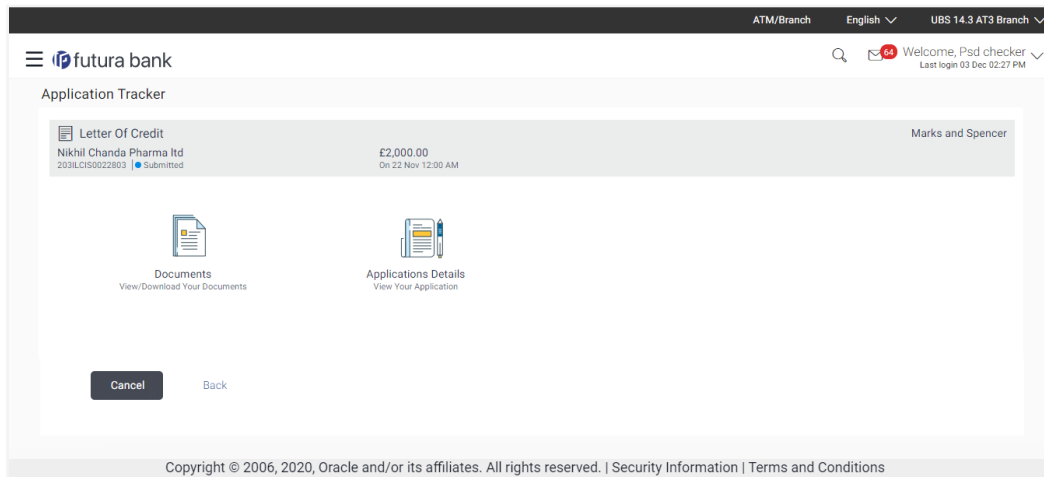 ATM/Branch English UBS 14.3 AT3 Branch
futura bank
64
Welcome, Psd checker
Last login 03 Dec 02:27 PM
Application Tracker
Letter Of Credit
Marks and Spencer
Nikhil Chanda Pharma ltd
£2,000.00
203ILCIS0022803 | Submitted
On 22 Nov 12:00 AM
Documents
View/Download Your Documents
Applications Details
View Your Application
Cancel Back
Copyright © 2006, 2020, Oracle and/or its affiliates. All rights reserved. | Security Information | Terms and Conditions